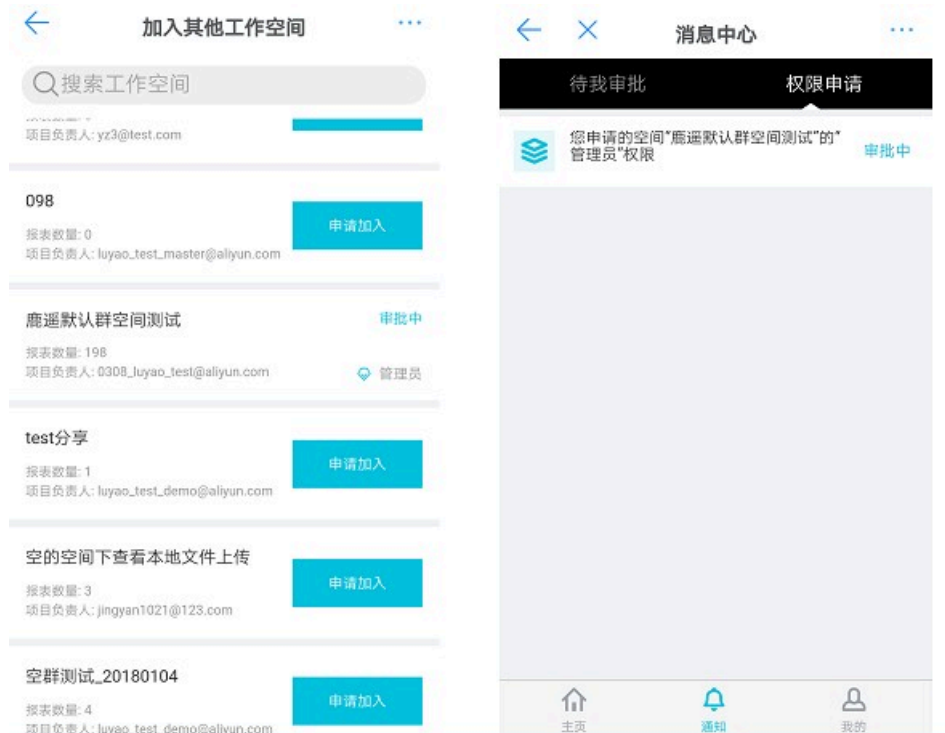 加入其他工作空间
搜索工作空间
项目负责人: yz3@test.com
098
报表数量: 0
项目负责人: luyao_test_master@aliyun.com
申请加入
鹿遥默认群空间测试
审批中
报表数量: 198
项目负责人: 0308_luyao_test@aliyun.com
管理员
test分享
报表数量: 1
项目负责人: luyao_test_demo@aliyun.com
申请加入
空的空间下查看本地文件上传
报表数量: 3
项目负责人: jingyan1021@123.com
申请加入
空群测试_20180104
报表数量: 4
项目负责人: luyao_test_demo@aliyun.com
申请加入
消息中心
待我审批
权限申请
您申请的空间"鹿遥默认群空间测试"的"
管理员"权限
审批中
主页
通知
我的